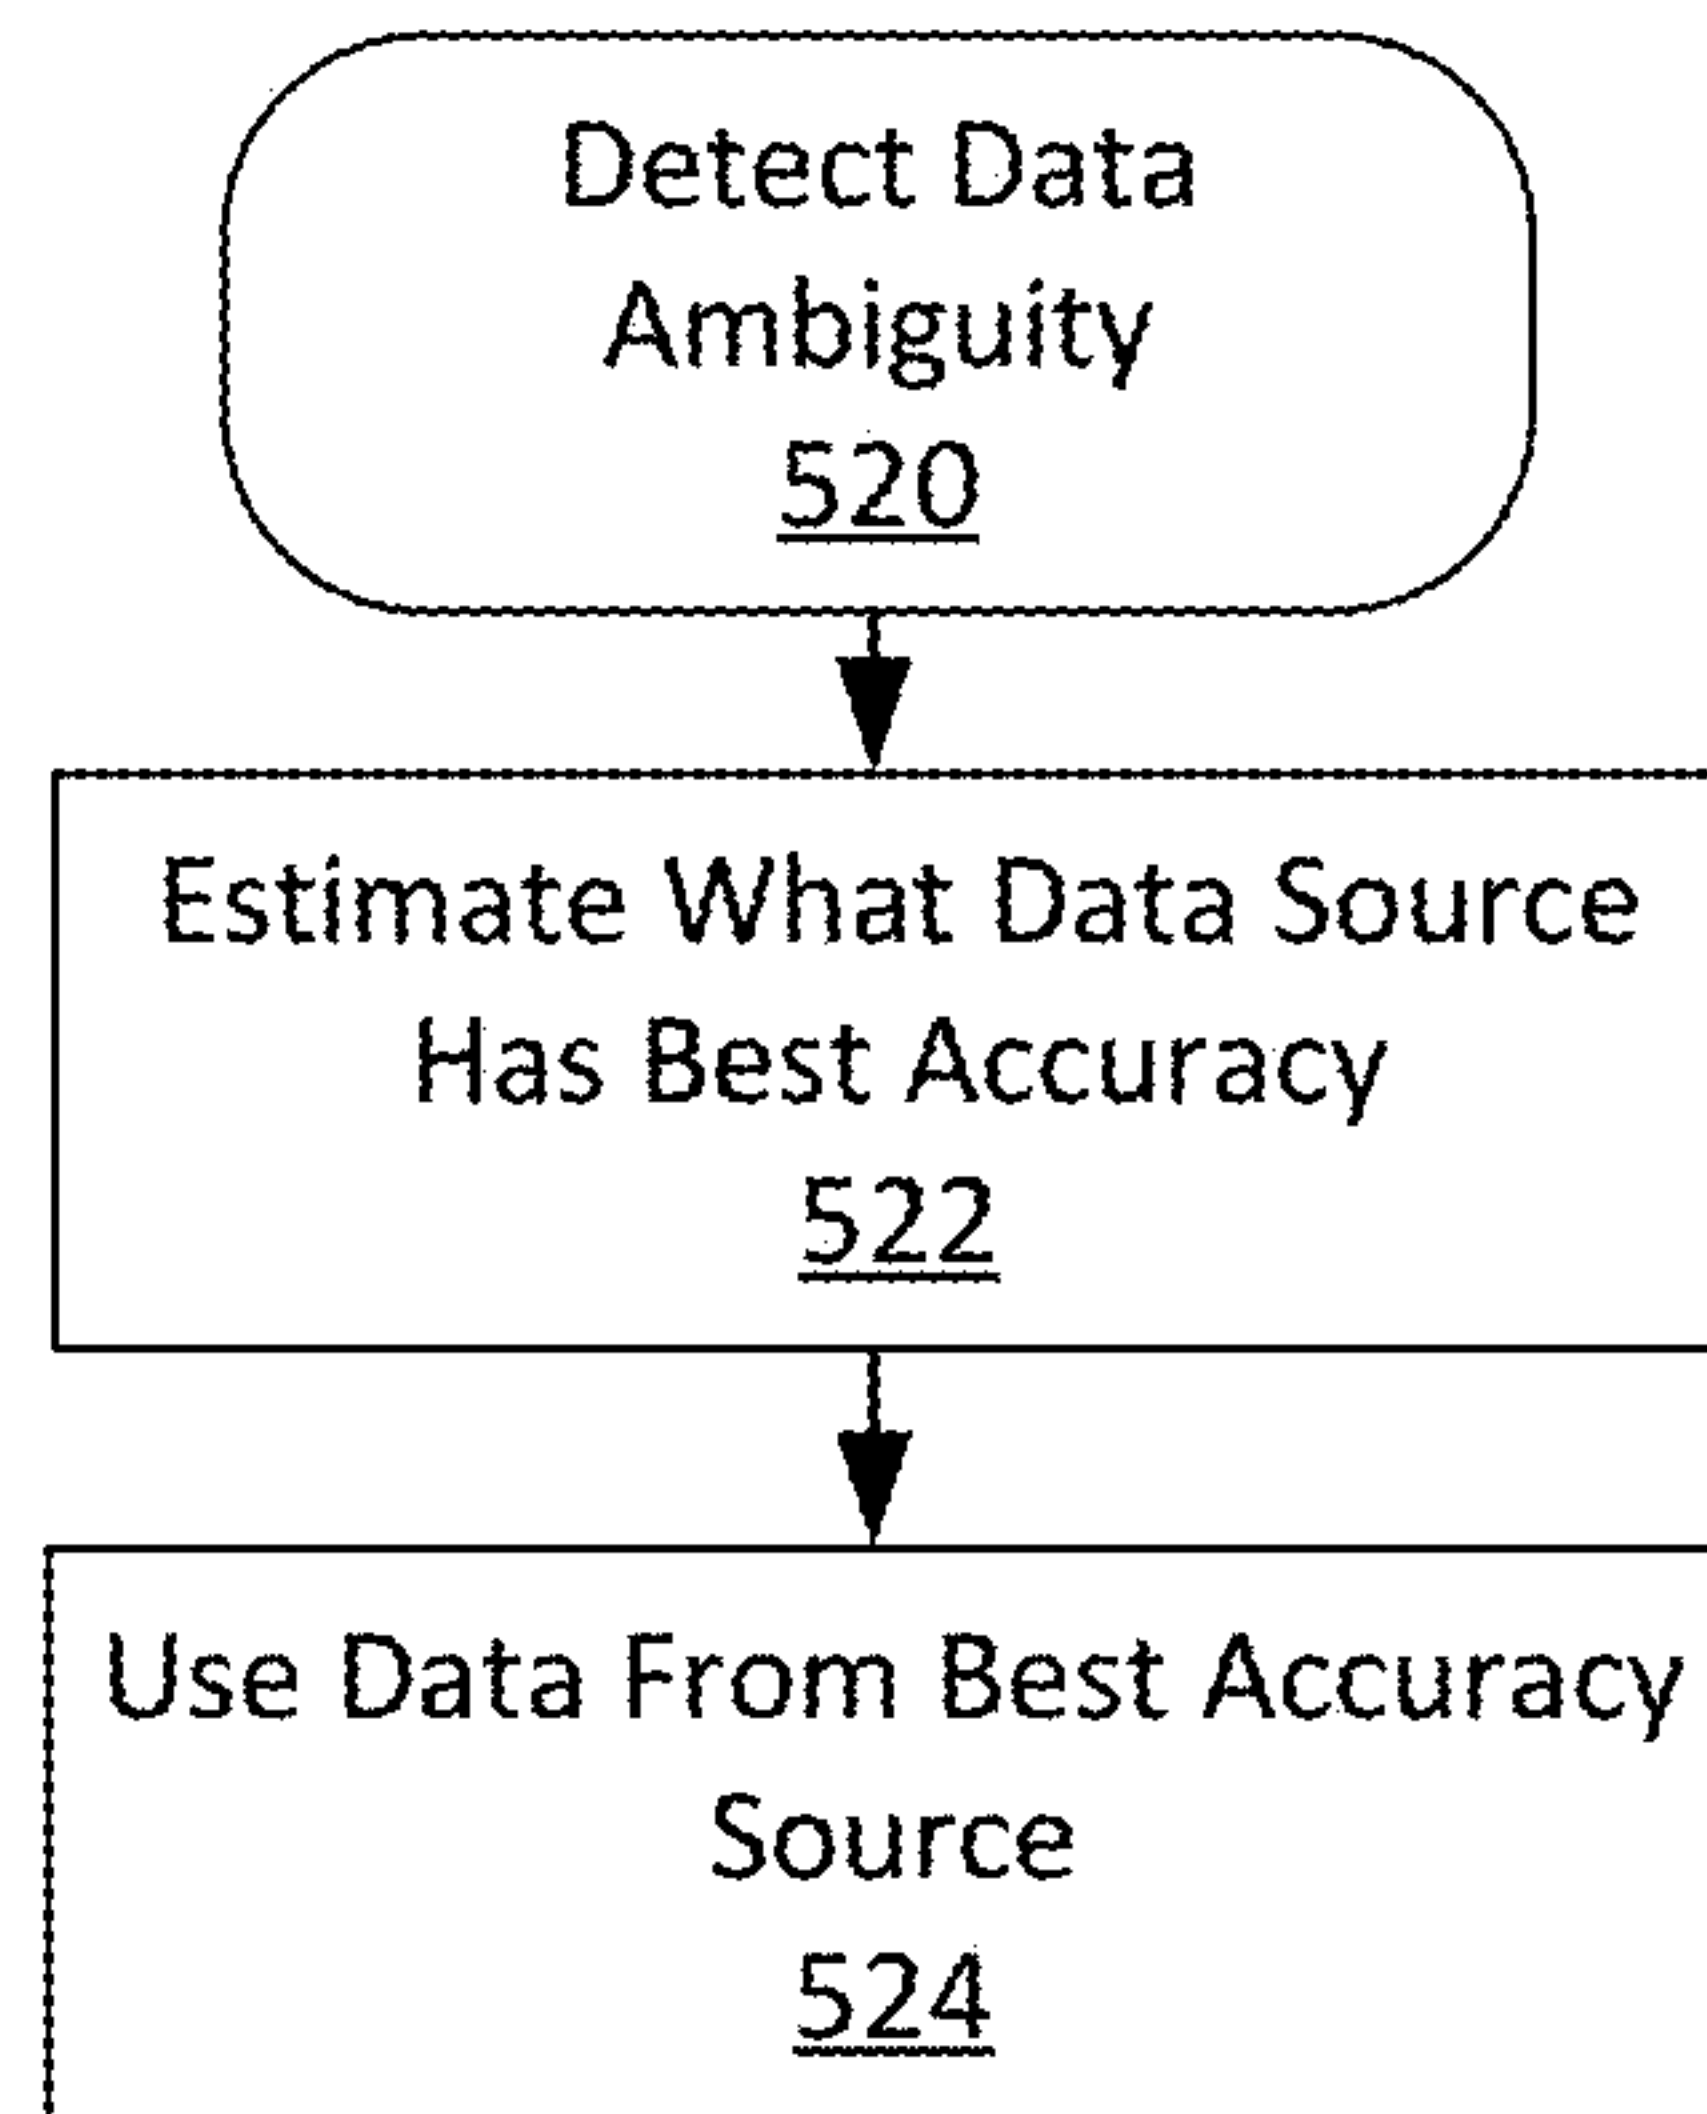 Detect Data
Ambiguity
520
Estimate What Data Source
Has Best Accuracy
522
Use Data From Best Accuracy
Source
524